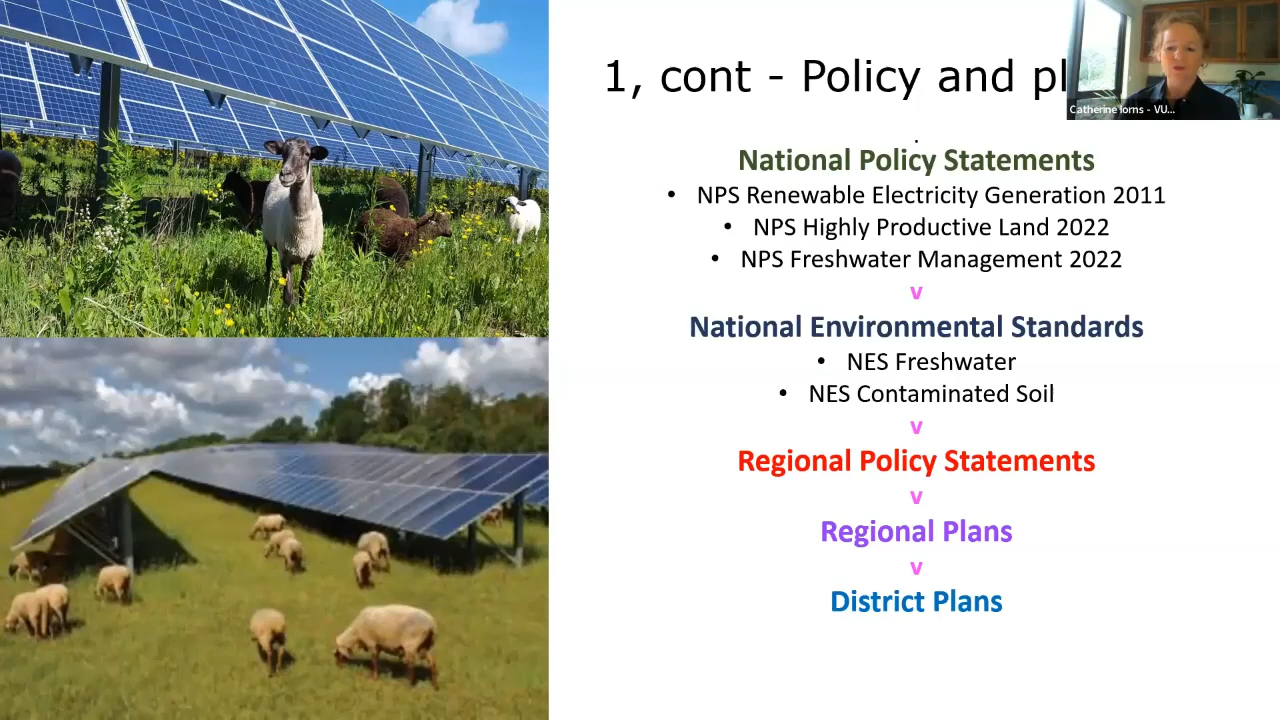 1, cont - Policy and pl
Catherine Iorns - VU...
National Policy Statements
• NPS Renewable Electricity Generation 2011
• NPS Highly Productive Land 2022
• NPS Freshwater Management 2022
v
National Environmental Standards
• NES Freshwater
• NES Contaminated Soil
v
Regional Policy Statements
v
Regional Plans
v
District Plans